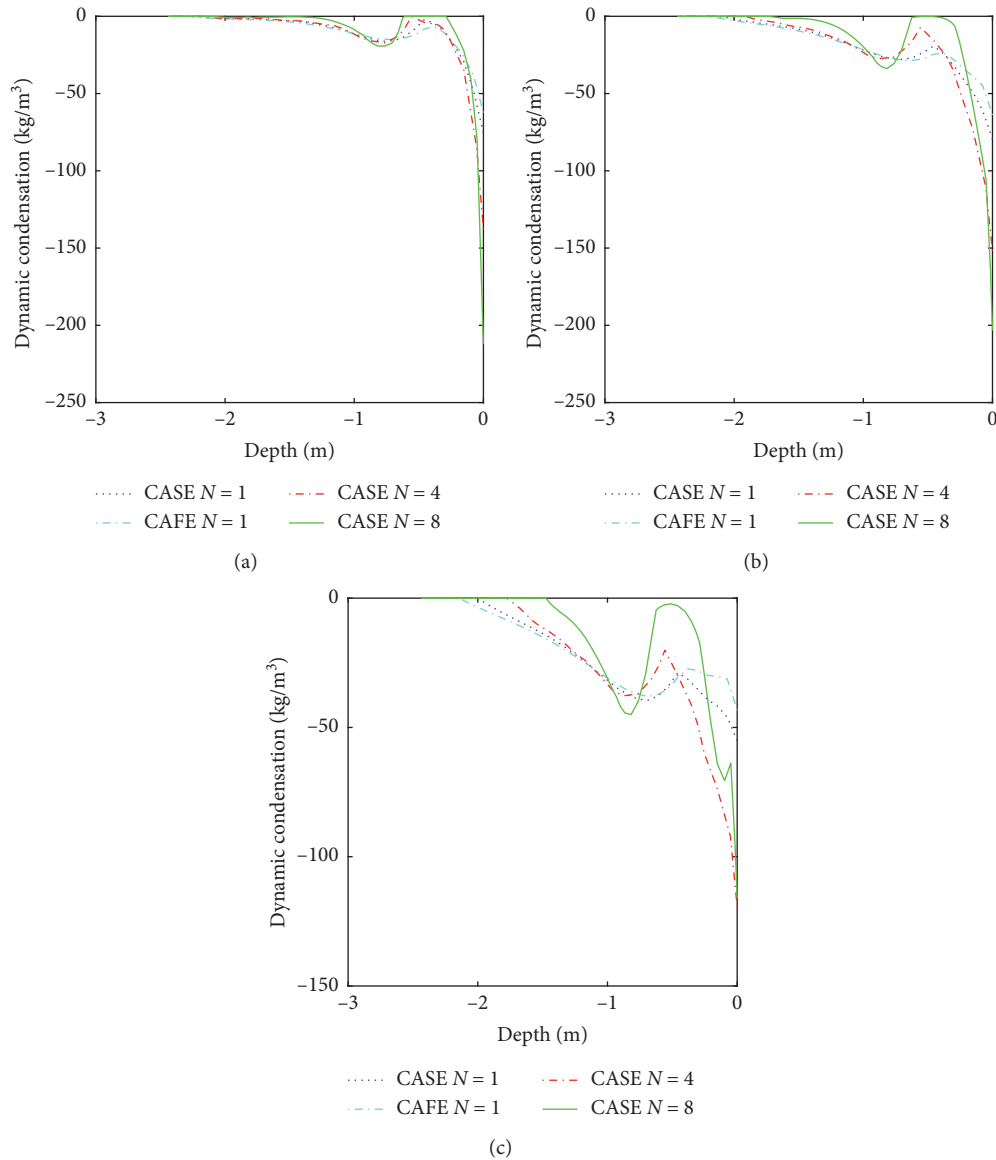 0
−50
−100
−150
−200
−250
Dynamic condensation (kg/m³)
−3 −2 −1 0
Depth (m)
CASE N = 1 CASE N = 4
CAFE N = 1 CASE N = 8
(a)
0
−50
−100
−150
−200
−250
Dynamic condensation (kg/m³)
−3 −2 −1 0
Depth (m)
CASE N = 1 CASE N = 4
CAFE N = 1 CASE N = 8
(b)
0
−50
−100
−150
Dynamic condensation (kg/m³)
−3 −2 −1 0
Depth (m)
CASE N = 1 CASE N = 4
CAFE N = 1 CASE N = 8
(c)